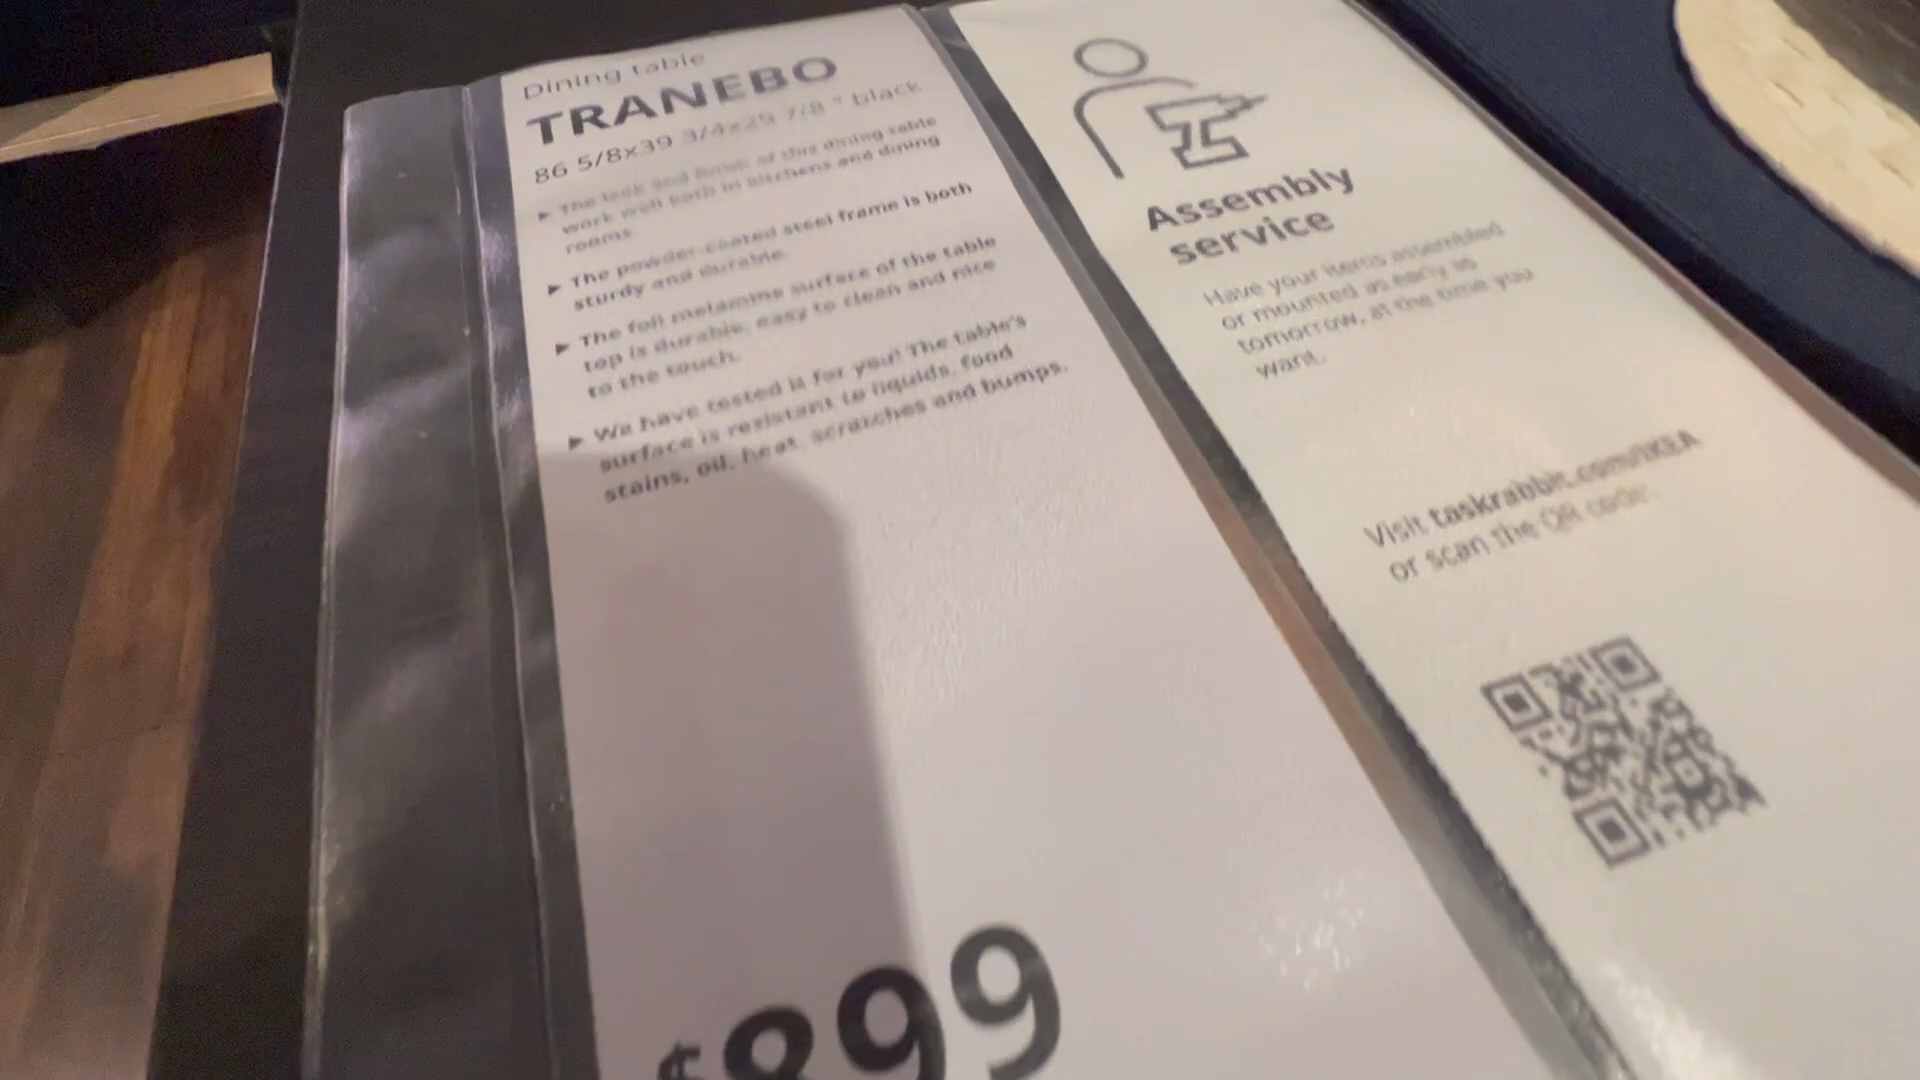 Dining table
TRANEBO
86 5/8x39 3/4x29 7/8 " black
► The look and finish of this dining table
work well both in kitchens and dining
rooms.
► The powder-coated steel frame is both
sturdy and durable.
► The foil melamine surface of the table
top is durable, easy to clean and nice
to the touch.
► We have tested it for you! The table's
surface is resistant to liquids, food
stains, oil, heat, scratches and bumps.
$899
Assembly
service
Have your items assembled
or mounted as early as
tomorrow, at the time you
want.
Visit taskrabbit.com/IKEA
or scan the QR code.